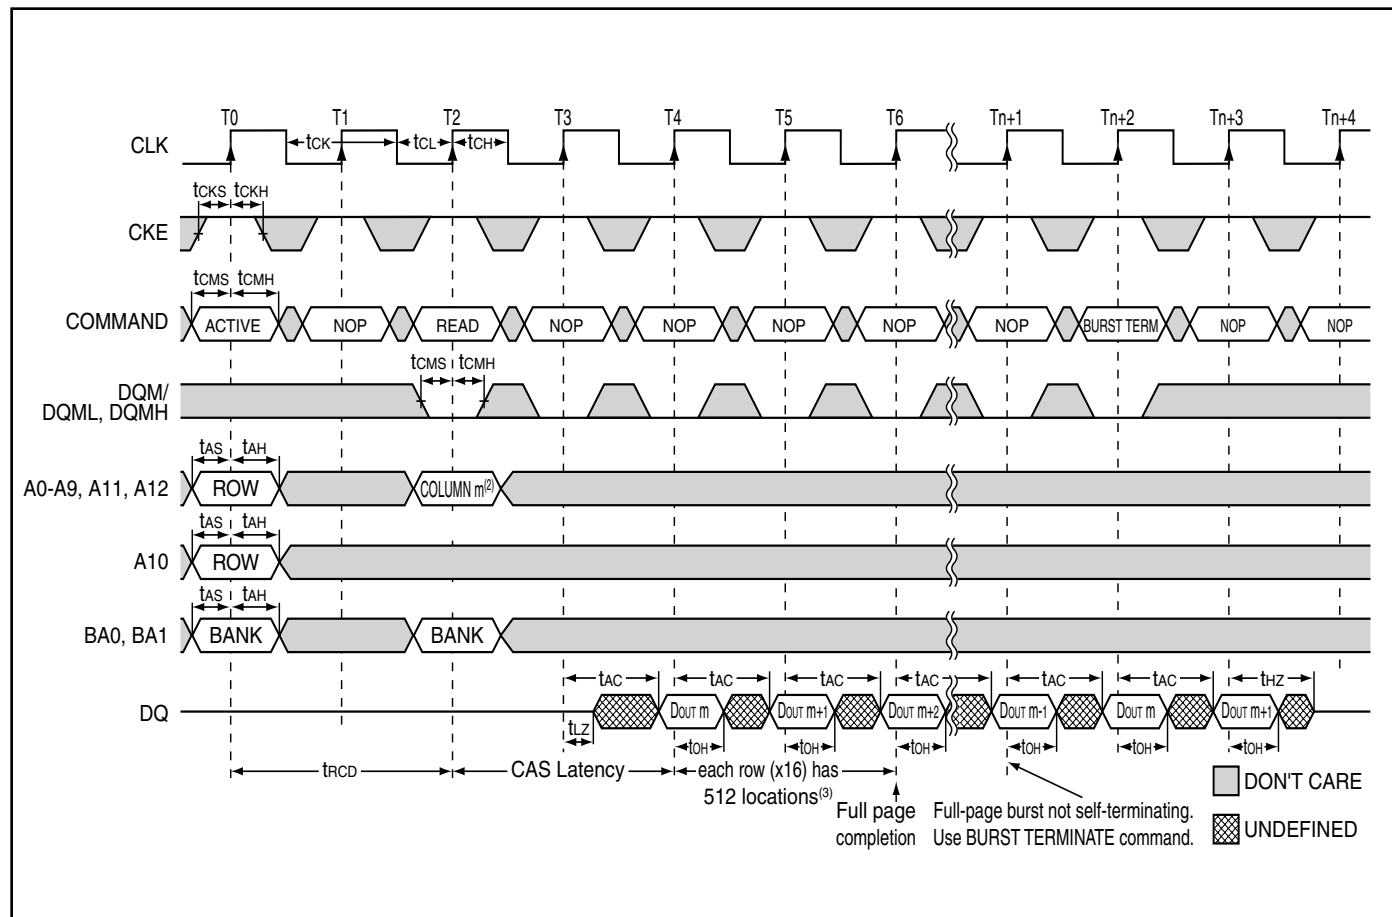 T0 T1 T2 T3 T4 T5 T6 Tn+1 Tn+2 Tn+3 Tn+4
CLK tCK tCL tCH
tCKS tCKH
CKE
tCMS tCMH
COMMAND ACTIVE NOP READ NOP NOP NOP NOP NOP BURST TERM NOP NOP
tCMS tCMH
DQM/
DQML, DQMH
tAS tAH
A0-A9, A11, A12 ROW COLUMN m(2)
tAS tAH
A10 ROW
tAS tAH
BA0, BA1 BANK BANK
tAC tAC tAC tAC tAC tAC tHZ
DQ DOUT m DOUT m+1 DOUT m+2 DOUT m-1 DOUT m DOUT m+1
tLZ tOH tOH tOH tOH tOH tOH
tRCD CAS Latency each row (x16) has
512 locations(3)
Full page
completion
Full-page burst not self-terminating.
Use BURST TERMINATE command.
DON'T CARE
UNDEFINED